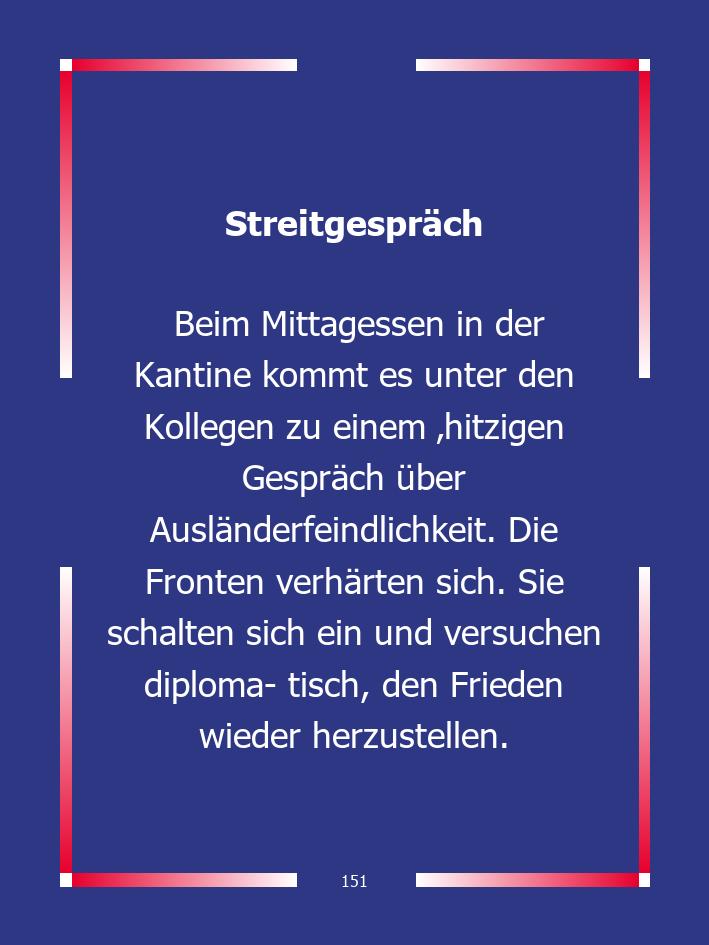 Streitgespräch
Beim Mittagessen in der
Kantine kommt es unter den
Kollegen zu einem ‚hitzigen
Gespräch über
Ausländerfeindlichkeit. Die
Fronten verhärten sich. Sie
schalten sich ein und versuchen
diploma- tisch, den Frieden
wieder herzustellen.
151